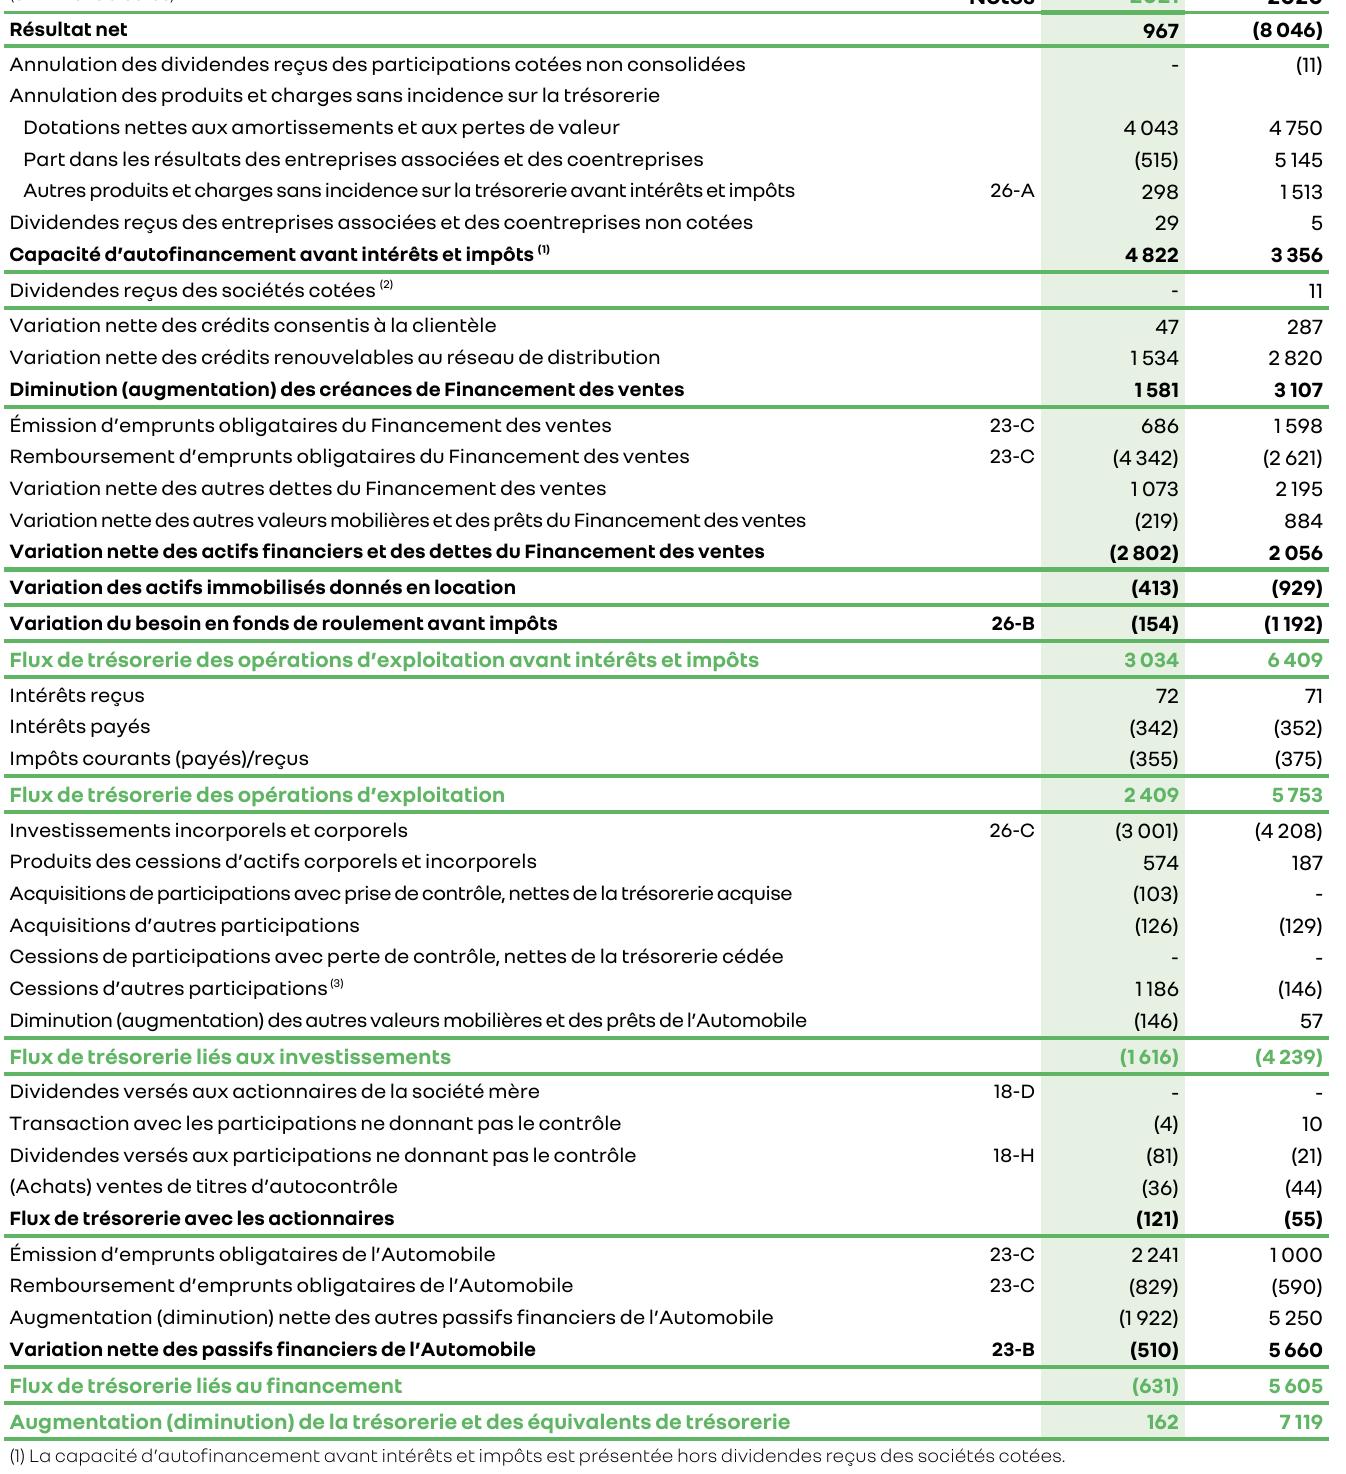 Notes 2021 2020
Résultat net 967 (8 046)
Annulation des dividendes reçus des participations cotées non consolidées - (11)
Annulation des produits et charges sans incidence sur la trésorerie
Dotations nettes aux amortissements et aux pertes de valeur 4 043 4 750
Part dans les résultats des entreprises associées et des coentreprises (515) 5 145
Autres produits et charges sans incidence sur la trésorerie avant intérêts et impôts 26-A 298 1 513
Dividendes reçus des entreprises associées et des coentreprises non cotées 29 5
Capacité d’autofinancement avant intérêts et impôts (1) 4 822 3 356
Dividendes reçus des sociétés cotées (2) - 11
Variation nette des crédits consentis à la clientèle 47 287
Variation nette des crédits renouvelables au réseau de distribution 1 534 2 820
Diminution (augmentation) des créances de Financement des ventes 1 581 3 107
Émission d’emprunts obligataires du Financement des ventes 23-C 686 1 598
Remboursement d’emprunts obligataires du Financement des ventes 23-C (4 342) (2 621)
Variation nette des autres dettes du Financement des ventes 1 073 2 195
Variation nette des autres valeurs mobilières et des prêts du Financement des ventes (219) 884
Variation nette des actifs financiers et des dettes du Financement des ventes (2 802) 2 056
Variation des actifs immobilisés donnés en location (413) (929)
Variation du besoin en fonds de roulement avant impôts 26-B (154) (1 192)
Flux de trésorerie des opérations d’exploitation avant intérêts et impôts 3 034 6 409
Intérêts reçus 72 71
Intérêts payés (342) (352)
Impôts courants (payés)/reçus (355) (375)
Flux de trésorerie des opérations d’exploitation 2 409 5 753
Investissements incorporels et corporels 26-C (3 001) (4 208)
Produits des cessions d’actifs corporels et incorporels 574 187
Acquisitions de participations avec prise de contrôle, nettes de la trésorerie acquise (103) -
Acquisitions d’autres participations (126) (129)
Cessions de participations avec perte de contrôle, nettes de la trésorerie cédée - -
Cessions d’autres participations (3) 1 186 (146)
Diminution (augmentation) des autres valeurs mobilières et des prêts de l’Automobile (146) 57
Flux de trésorerie liés aux investissements (1 616) (4 239)
Dividendes versés aux actionnaires de la société mère 18-D - -
Transaction avec les participations ne donnant pas le contrôle (4) 10
Dividendes versés aux participations ne donnant pas le contrôle 18-H (81) (21)
(Achats) ventes de titres d’autocontrôle (36) (44)
Flux de trésorerie avec les actionnaires (121) (55)
Émission d’emprunts obligataires de l’Automobile 23-C 2 241 1 000
Remboursement d’emprunts obligataires de l’Automobile 23-C (829) (590)
Augmentation (diminution) nette des autres passifs financiers de l’Automobile (1 922) 5 250
Variation nette des passifs financiers de l’Automobile 23-B (510) 5 660
Flux de trésorerie liés au financement (631) 5 605
Augmentation (diminution) de la trésorerie et des équivalents de trésorerie 162 7 119
(1) La capacité d’autofinancement avant intérêts et impôts est présentée hors dividendes reçus des sociétés cotées.